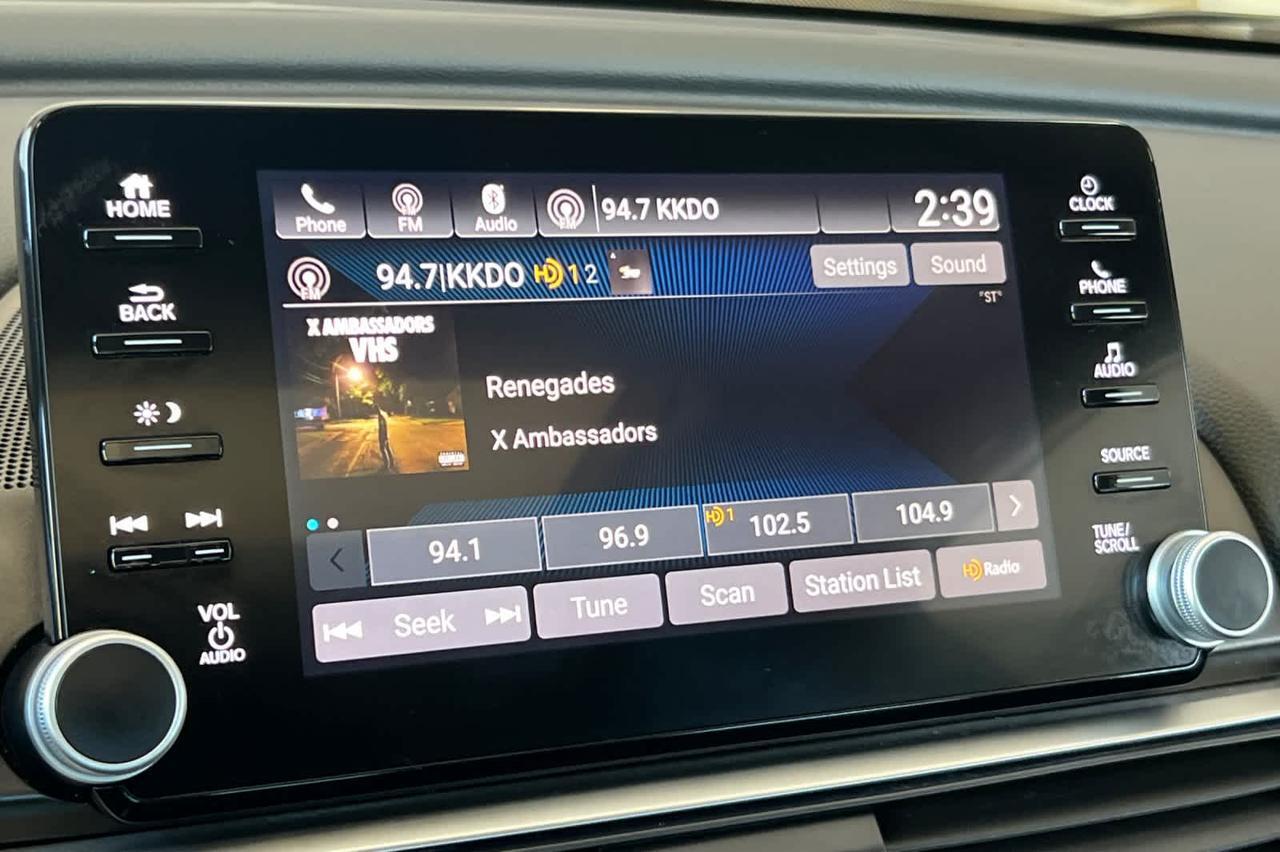 HOME
BACK
VOL
AUDIO
Phone
FM
Audio
FM
94.7 KKDO
2:39
FM
94.7|KKDO HD 1 2
Settings
Sound
"ST"
X AMBASSADORS
VHS
Renegades
X Ambassadors
94.1
96.9
HD 1 102.5
104.9
Seek
Tune
Scan
Station List
HD Radio
CLOCK
PHONE
AUDIO
SOURCE
TUNE/
SCROLL